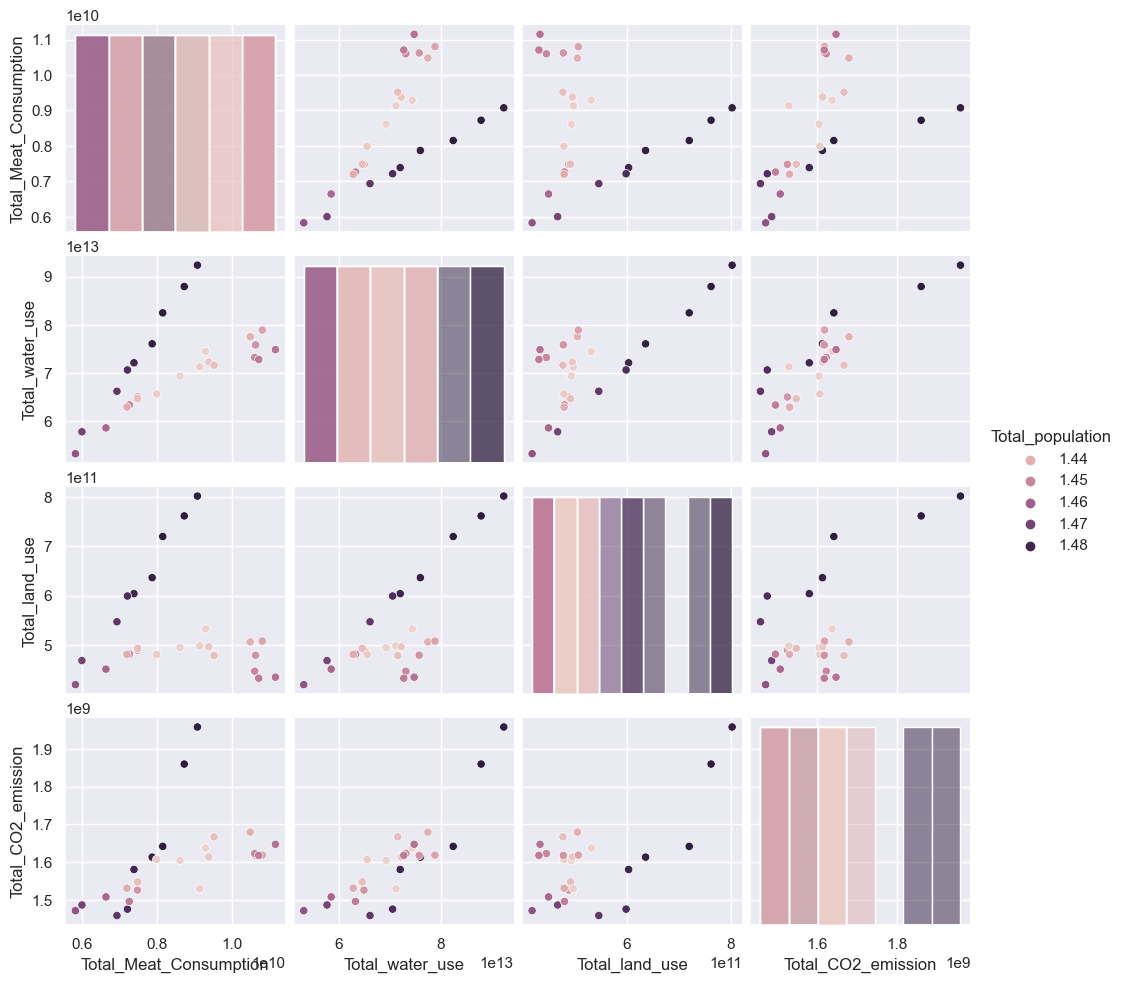 1e10
1.1
1.0
0.9
0.8
0.7
0.6
Total_Meat_Consumption
1e13
9
8
7
6
Total_water_use
1e11
8
7
6
5
Total_land_use
1e9
1.9
1.8
1.7
1.6
1.5
Total_CO2_emission
0.6 0.8 1.0
Total_Meat_Consumption 1e10
6 8
Total_water_use 1e13
6 8
Total_land_use 1e11
1.6 1.8
Total_CO2_emission 1e9
Total_population
1.44
1.45
1.46
1.47
1.48